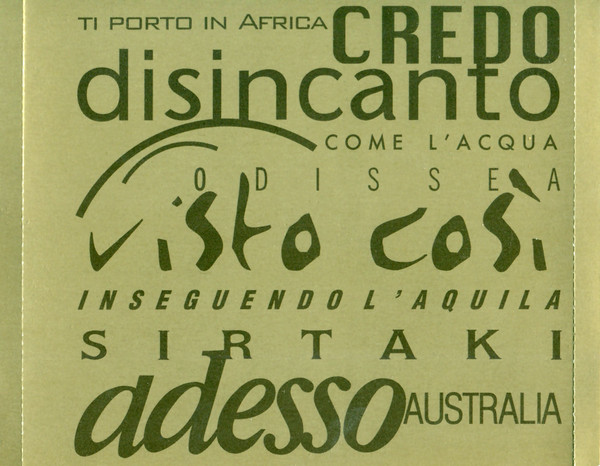 TI PORTO IN AFRICA CREDO
disincanto
COME L'ACQUA
ODISSEA
visto così
INSEGUENDO L'AQUILA
SIRTAKI
adesso AUSTRALIA